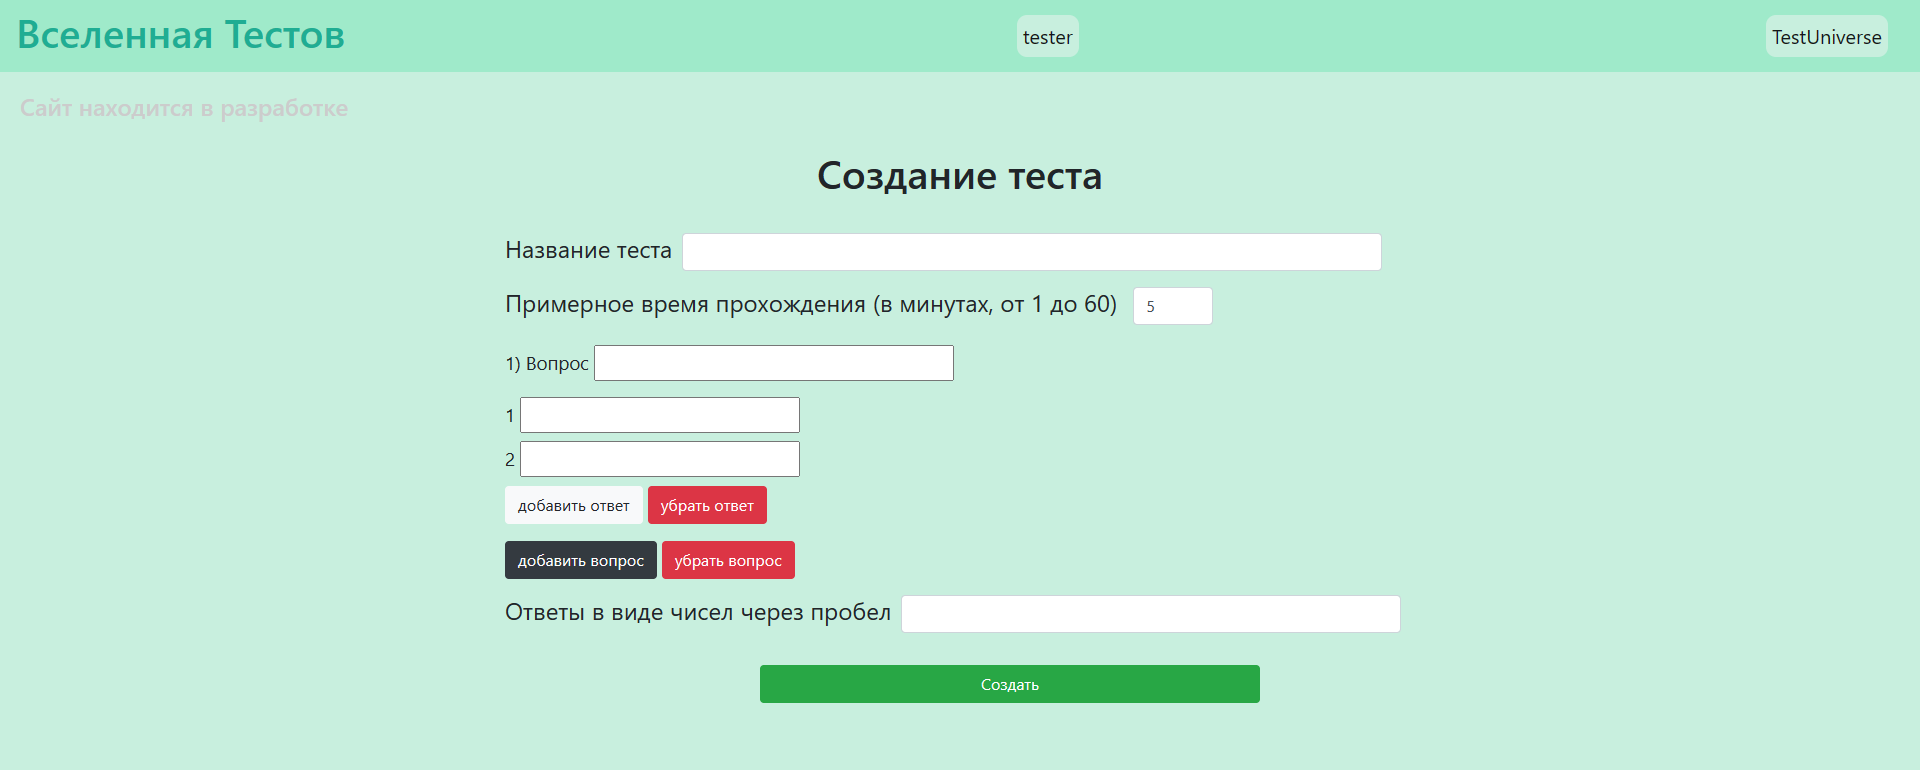 Вселенная Тестов tester TestUniverse
Сайт находится в разработке
Создание теста
Название теста
Примерное время прохождения (в минутах, от 1 до 60) 5
1) Вопрос
1
2
добавить ответ убрать ответ
добавить вопрос убрать вопрос
Ответы в виде чисел через пробел
Создать